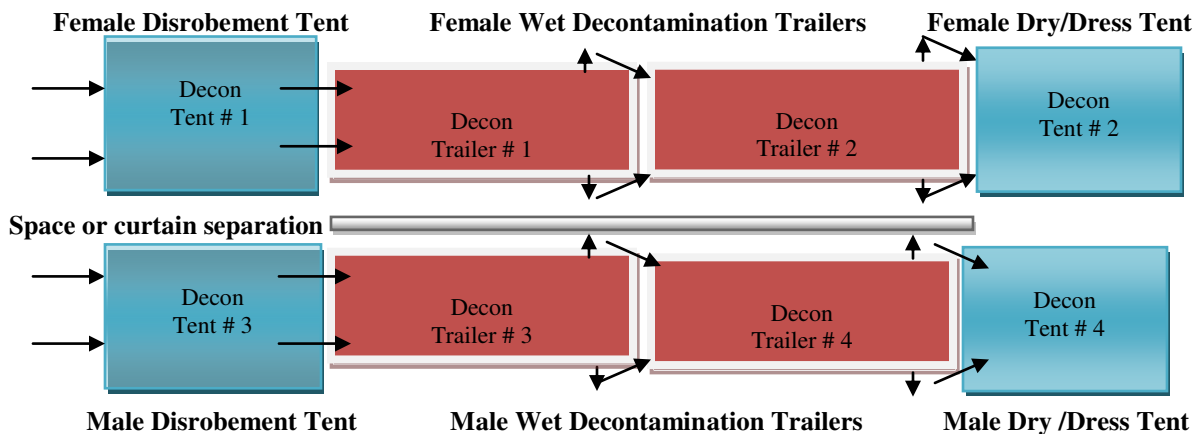 Female Disrobement Tent
Female Wet Decontamination Trailers
Female Dry/Dress Tent
Decon
Tent # 1
Decon
Trailer # 1
Decon
Trailer # 2
Decon
Tent # 2
Space or curtain separation
Decon
Tent # 3
Decon
Trailer # 3
Decon
Trailer # 4
Decon
Tent # 4
Male Disrobement Tent
Male Wet Decontamination Trailers
Male Dry /Dress Tent